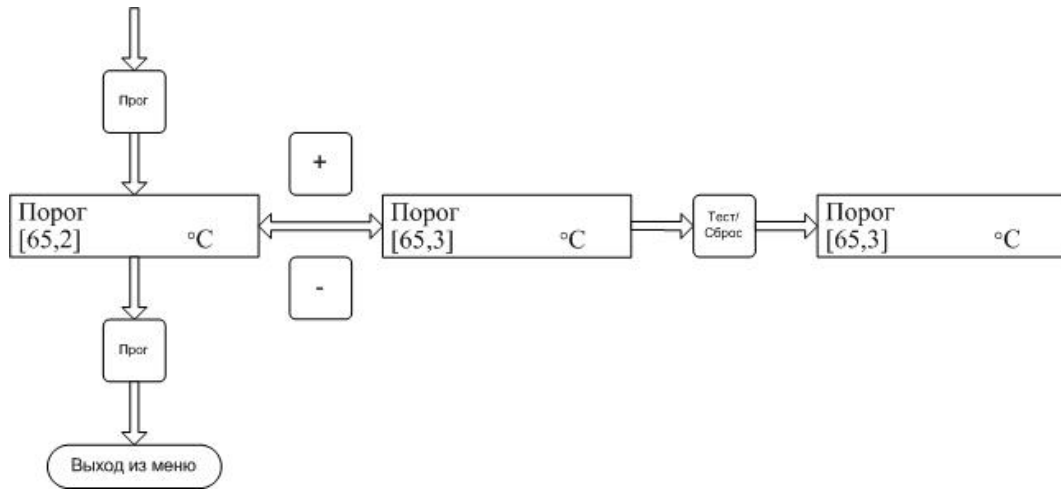 Прог
+
Порог
[65,2] °C
Порог
[65,3] °C
Тест/
Сброс
Порог
[65,3] °C
-
Прог
Выход из меню